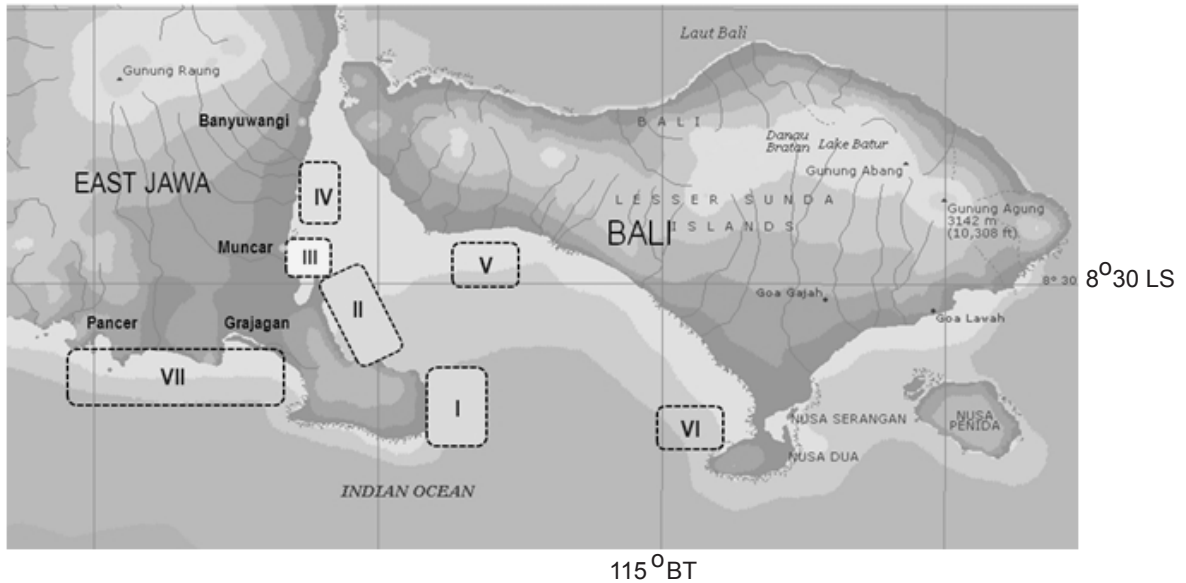 Laut Bali
Gunung Raung
Banyuwangi
BALI
Danau
Bratan
Lake Batur
Gunung Abang
EAST JAWA
IV
LESSER SUNDA
ISLANDS
Gunung Agung
3142 m
(10,308 ft)
BALI
Muncar
III
V
8° 30
8°30 LS
II
Goa Gajah
Goa Lawah
Pancer
Grajagan
VII
I
VI
NUSA SERANGAN
NUSA
PENIDA
NUSA DUA
INDIAN OCEAN
115°BT